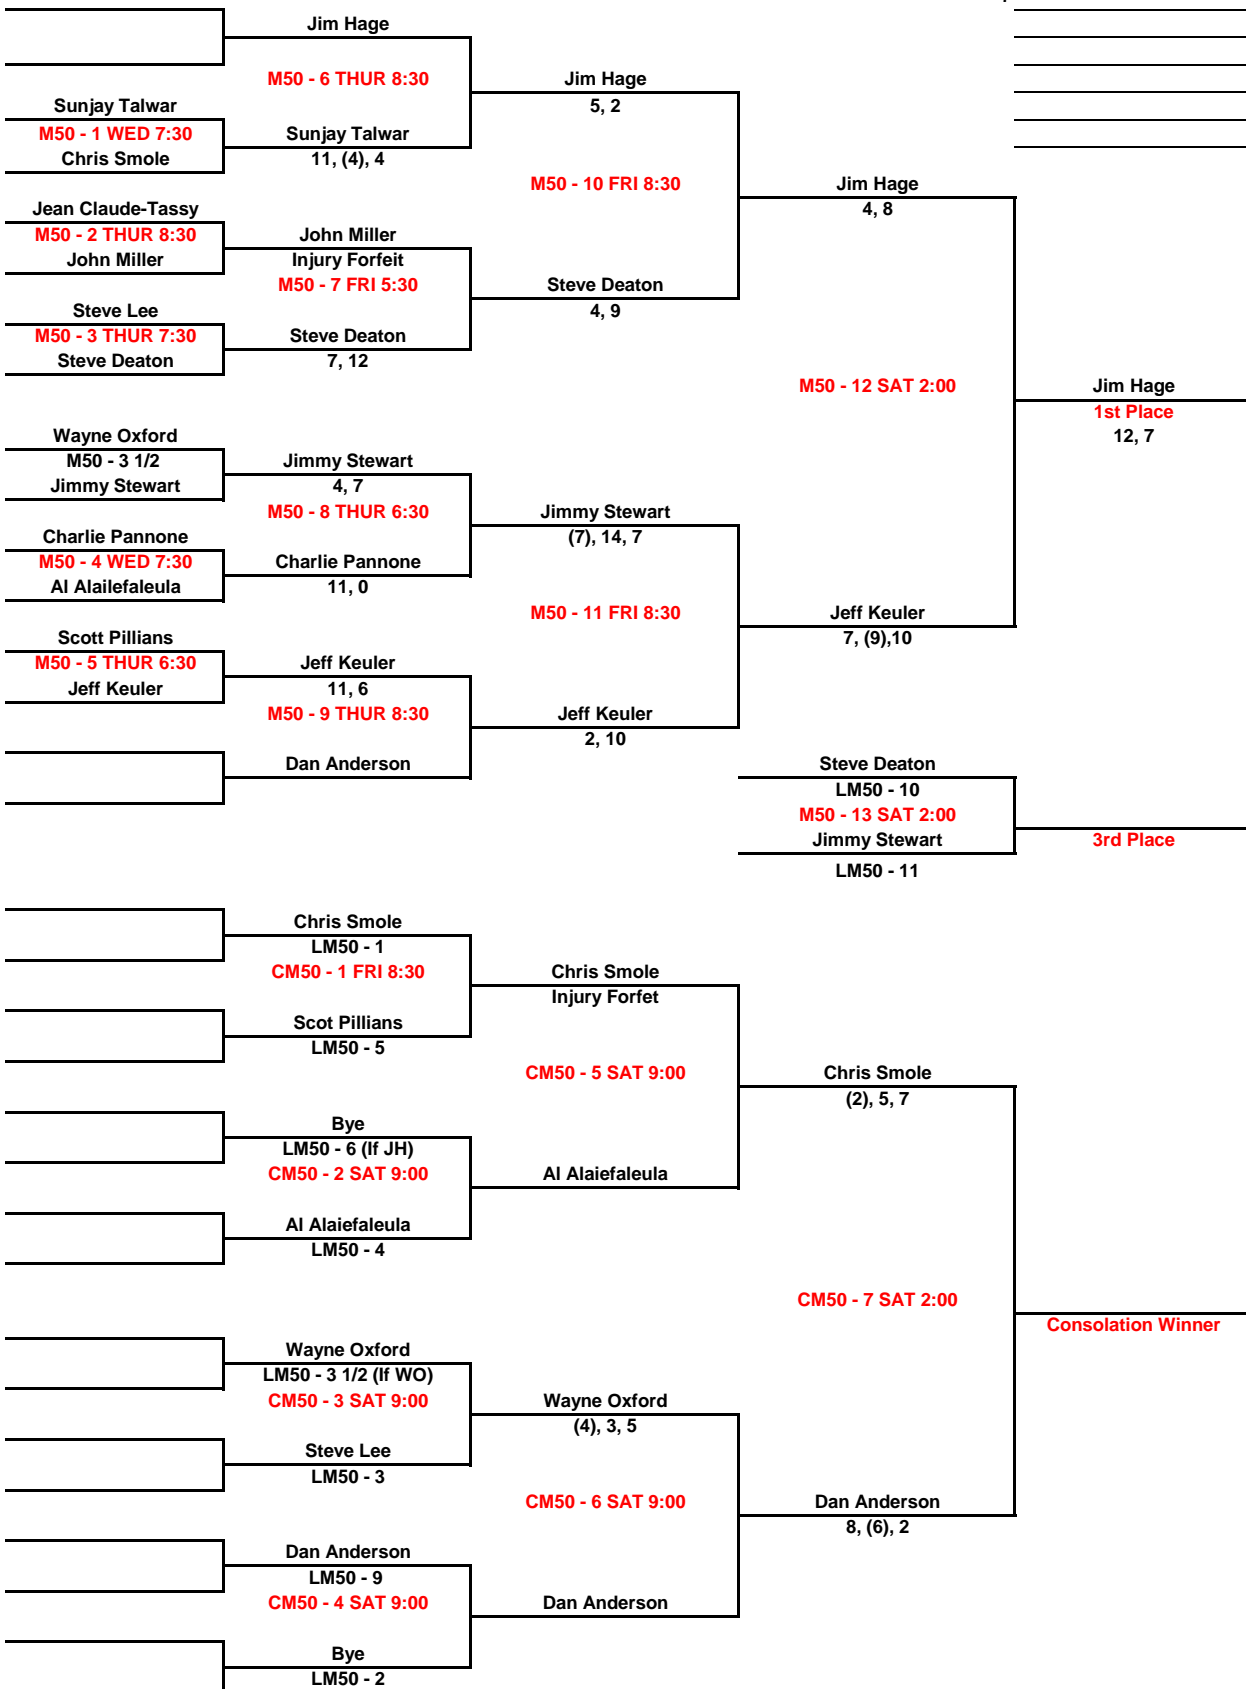 Jim Hage
M50 - 6 THUR 8:30
Jim Hage
5, 2
Sunjay Talwar
M50 - 1 WED 7:30
Chris Smole
Sunjay Talwar
11, (4), 4
M50 - 10 FRI 8:30
Jim Hage
4, 8
Jean Claude-Tassy
M50 - 2 THUR 8:30
John Miller
John Miller
Injury Forfeit
M50 - 7 FRI 5:30
Steve Deaton
4, 9
Steve Lee
M50 - 3 THUR 7:30
Steve Deaton
Steve Deaton
7, 12
M50 - 12 SAT 2:00
Jim Hage
1st Place
12, 7
Wayne Oxford
M50 - 3 1/2
Jimmy Stewart
Jimmy Stewart
4, 7
M50 - 8 THUR 6:30
Jimmy Stewart
(7), 14, 7
Charlie Pannone
M50 - 4 WED 7:30
Al Alailefaleula
Charlie Pannone
11, 0
M50 - 11 FRI 8:30
Jeff Keuler
7, (9),10
Scott Pillians
M50 - 5 THUR 6:30
Jeff Keuler
Jeff Keuler
11, 6
M50 - 9 THUR 8:30
Jeff Keuler
2, 10
Dan Anderson
Steve Deaton
LM50 - 10
M50 - 13 SAT 2:00
Jimmy Stewart
LM50 - 11
3rd Place
Chris Smole
LM50 - 1
CM50 - 1 FRI 8:30
Chris Smole
Injury Forfet
Scot Pillians
LM50 - 5
CM50 - 5 SAT 9:00
Chris Smole
(2), 5, 7
Bye
LM50 - 6 (If JH)
CM50 - 2 SAT 9:00
Al Alaiefaleula
Al Alaiefaleula
LM50 - 4
CM50 - 7 SAT 2:00
Consolation Winner
Wayne Oxford
LM50 - 3 1/2 (If WO)
CM50 - 3 SAT 9:00
Wayne Oxford
(4), 3, 5
Steve Lee
LM50 - 3
CM50 - 6 SAT 9:00
Dan Anderson
8, (6), 2
Dan Anderson
LM50 - 9
CM50 - 4 SAT 9:00
Dan Anderson
Bye
LM50 - 2